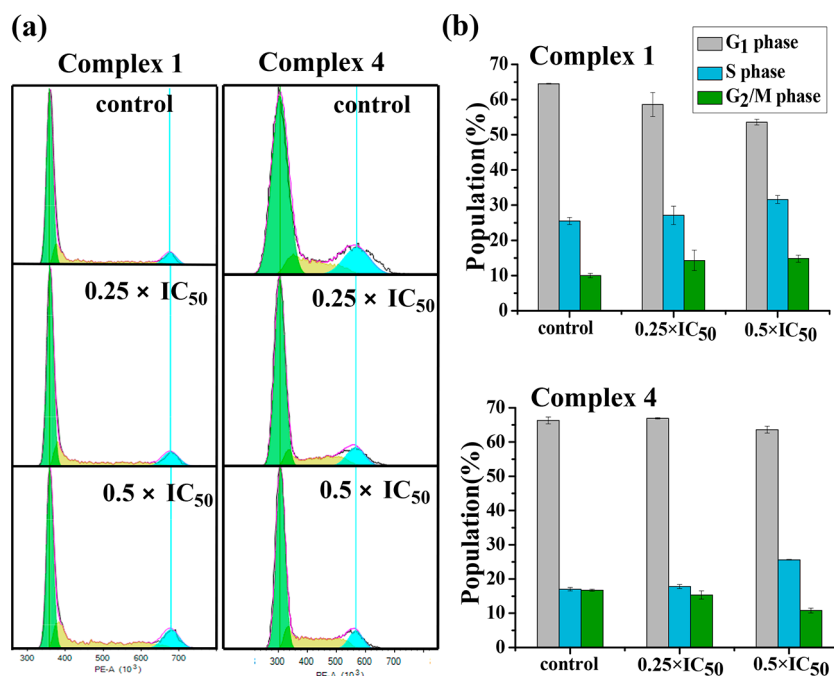 (a)
Complex 1
Complex 4
control
control
0.25 × IC50
0.25 × IC50
0.5 × IC50
0.5 × IC50
300 400 500 600 700
PE-A (10³)
300 400 500 600 700
PE-A (10³)
(b)
Complex 1
G1 phase
S phase
G2/M phase
Population(%)
70
60
50
40
30
20
10
0
control 0.25×IC50 0.5×IC50
Complex 4
Population(%)
70
60
50
40
30
20
10
0
control 0.25×IC50 0.5×IC50